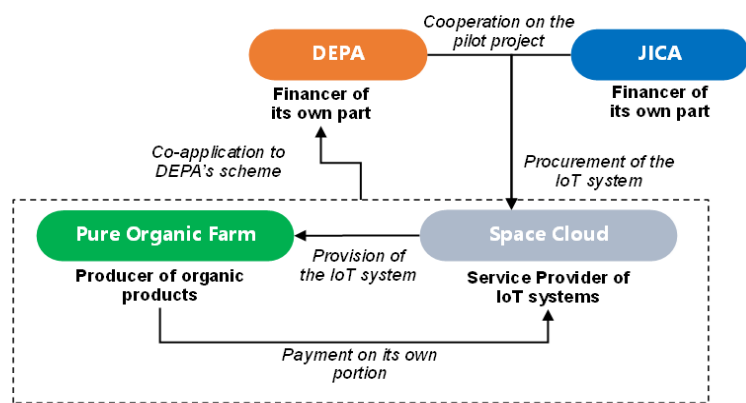 Cooperation on the
pilot project
DEPA
JICA
Financer of
its own part
Financer of
its own part
Co-application to
DEPA's scheme
Procurement of the
IoT system
Pure Organic Farm
Space Cloud
Provision of
the IoT system
Producer of organic
products
Service Provider of
IoT systems
Payment on its own
portion